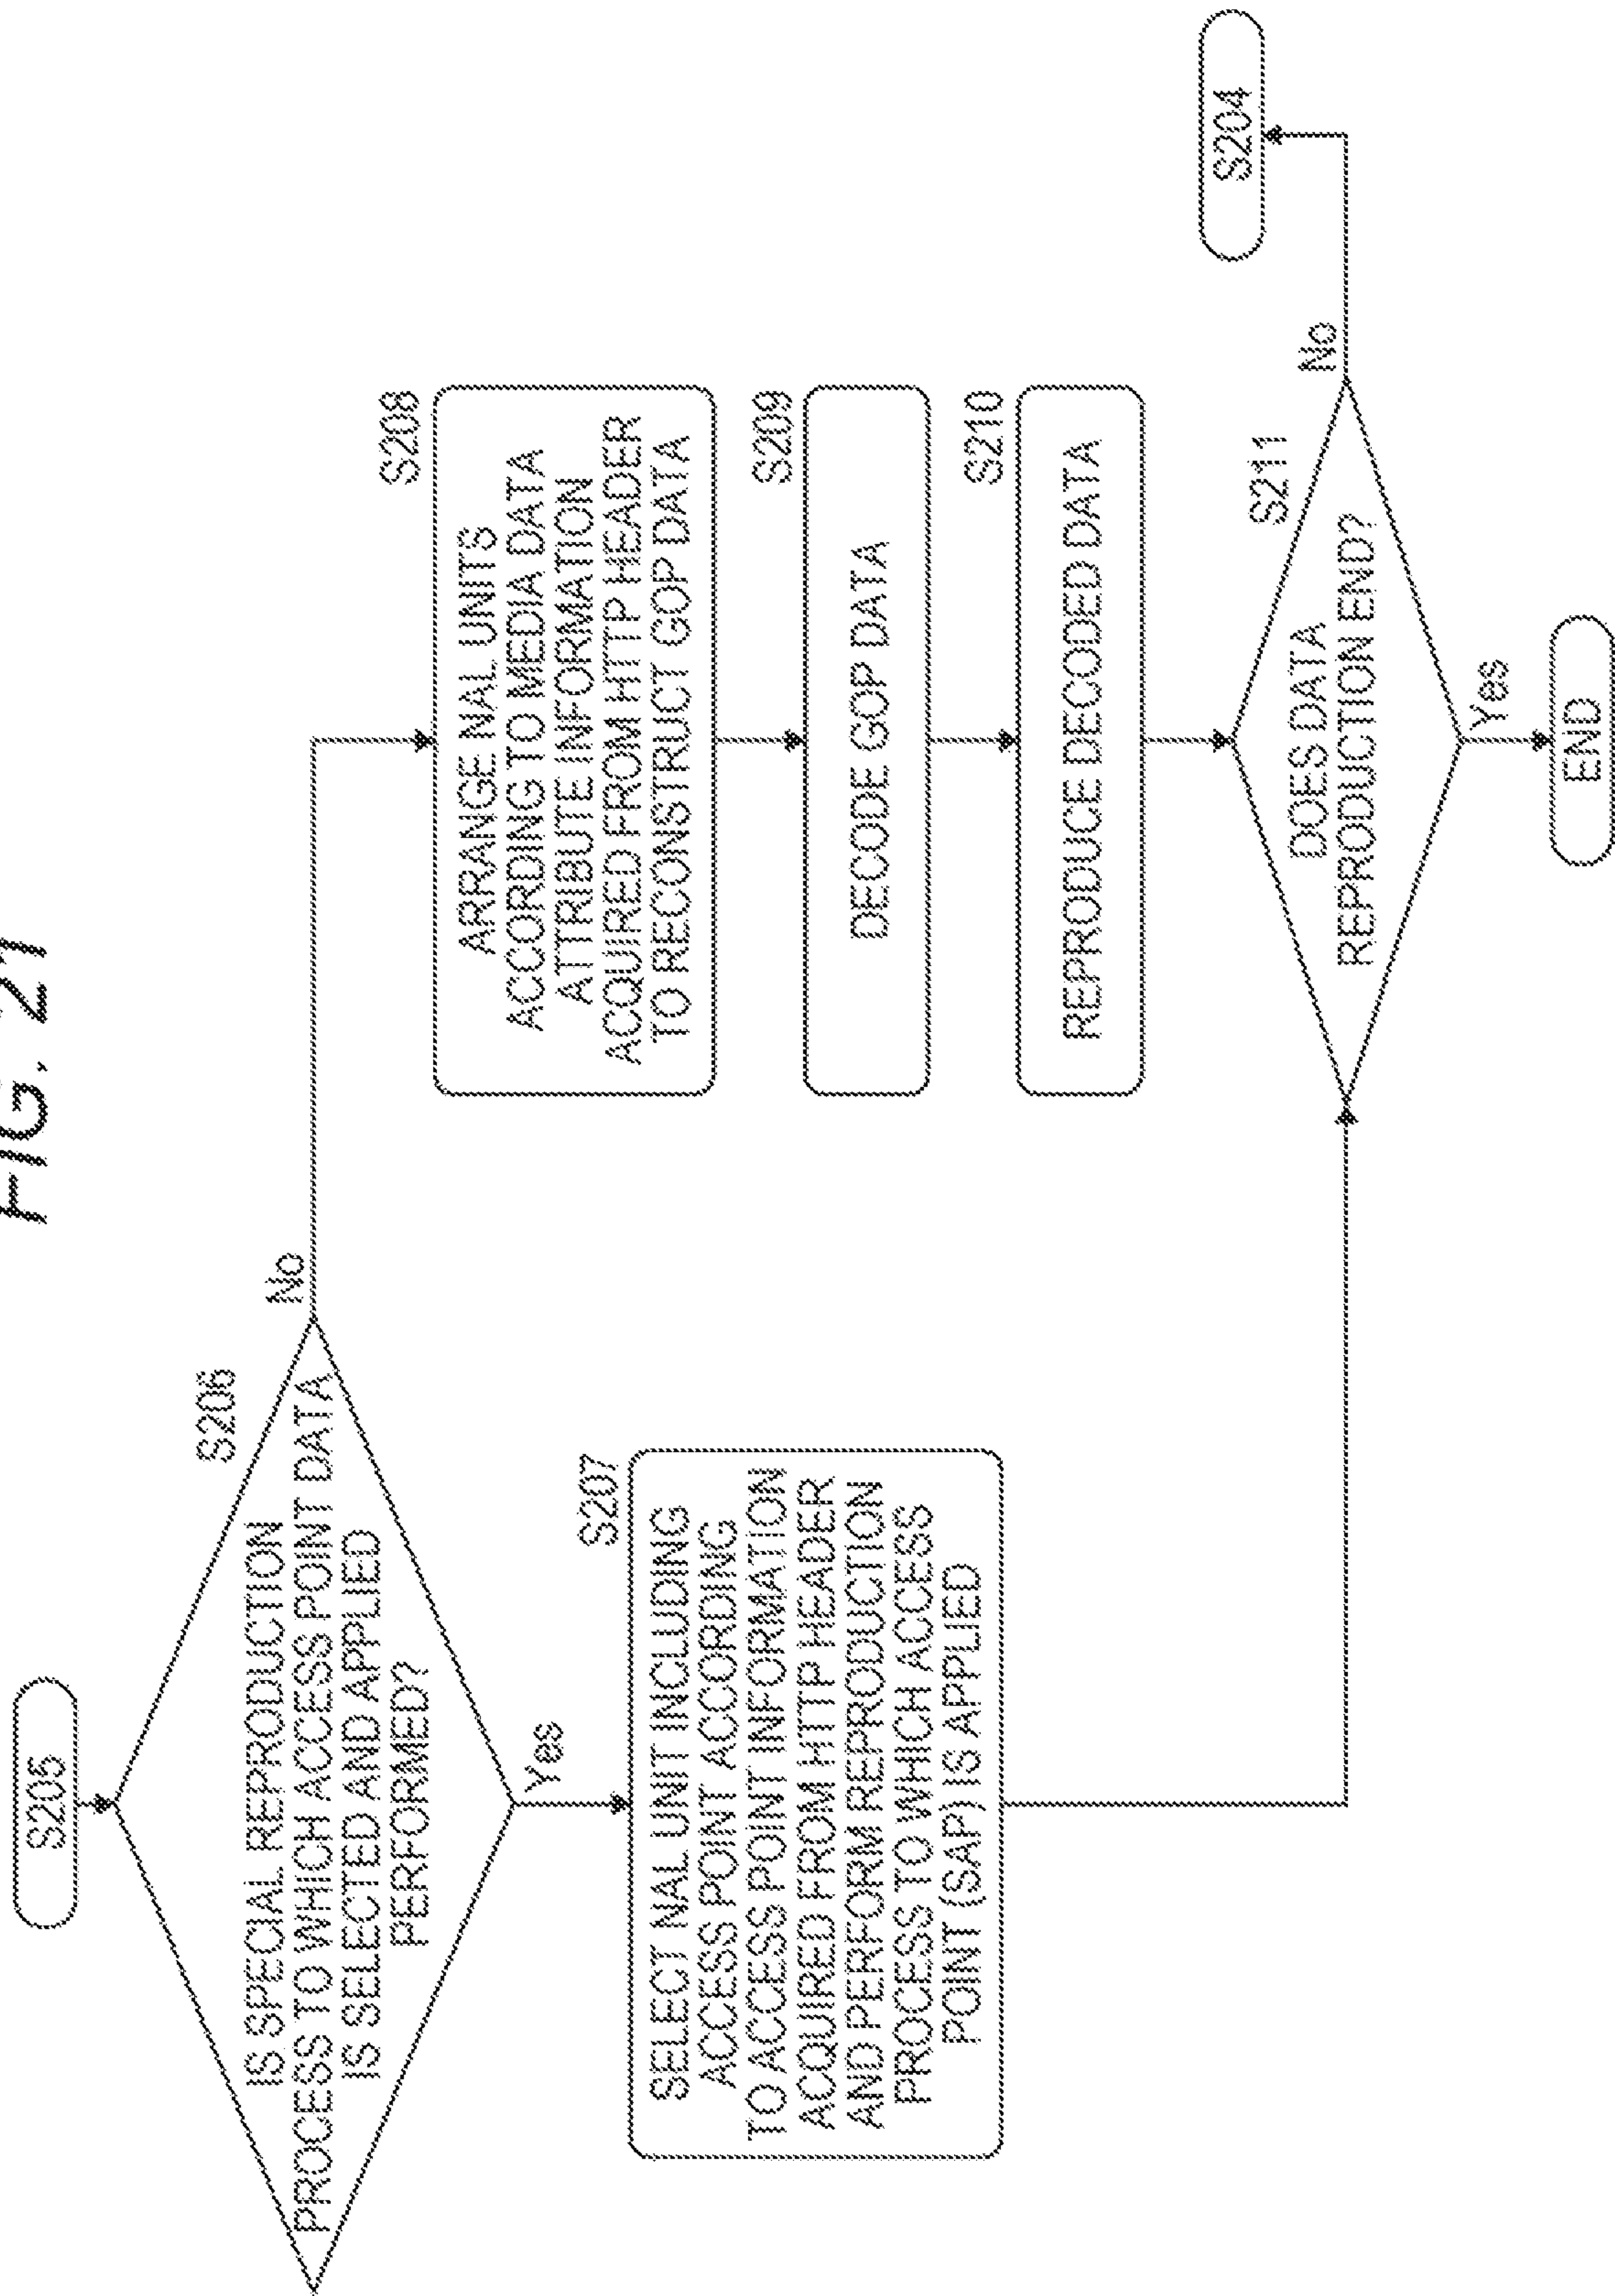 FIG. 21
S205
S206
IS SPECIAL REPRODUCTION
PROCESS TO WHICH ACCESS POINT DATA
IS SELECTED AND APPLIED
PERFORMED?
No
Yes
S207
SELECT NAL UNIT INCLUDING
ACCESS POINT ACCORDING
TO ACCESS POINT INFORMATION
ACQUIRED FROM HTTP HEADER
AND PERFORM REPRODUCTION
PROCESS TO WHICH ACCESS
POINT (SAP) IS APPLIED
S208
ARRANGE NAL UNITS
ACCORDING TO MEDIA DATA
ATTRIBUTE INFORMATION
ACQUIRED FROM HTTP HEADER
TO RECONSTRUCT GOP DATA
S209
DECODE GOP DATA
S210
REPRODUCE DECODED DATA
S211
DOES DATA
REPRODUCTION END?
No
S204
Yes
END